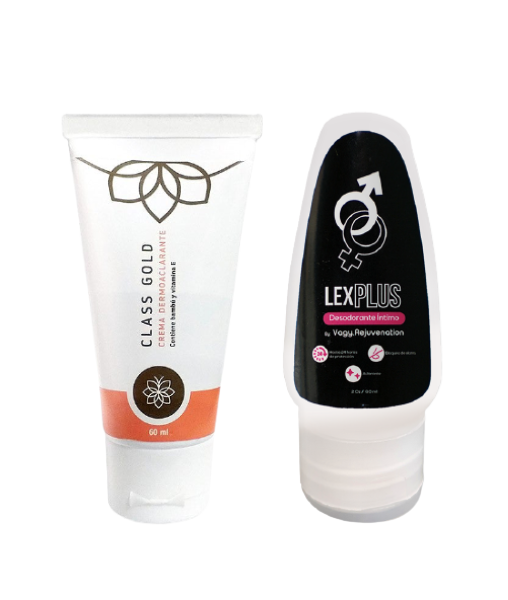 CLASS GOLD
CREMA DERMOACLARANTE
Contiene bambú y vitamina E
60 ml
LEXPLUS
Desodorante Íntimo
By Vagy.Rejuvenation